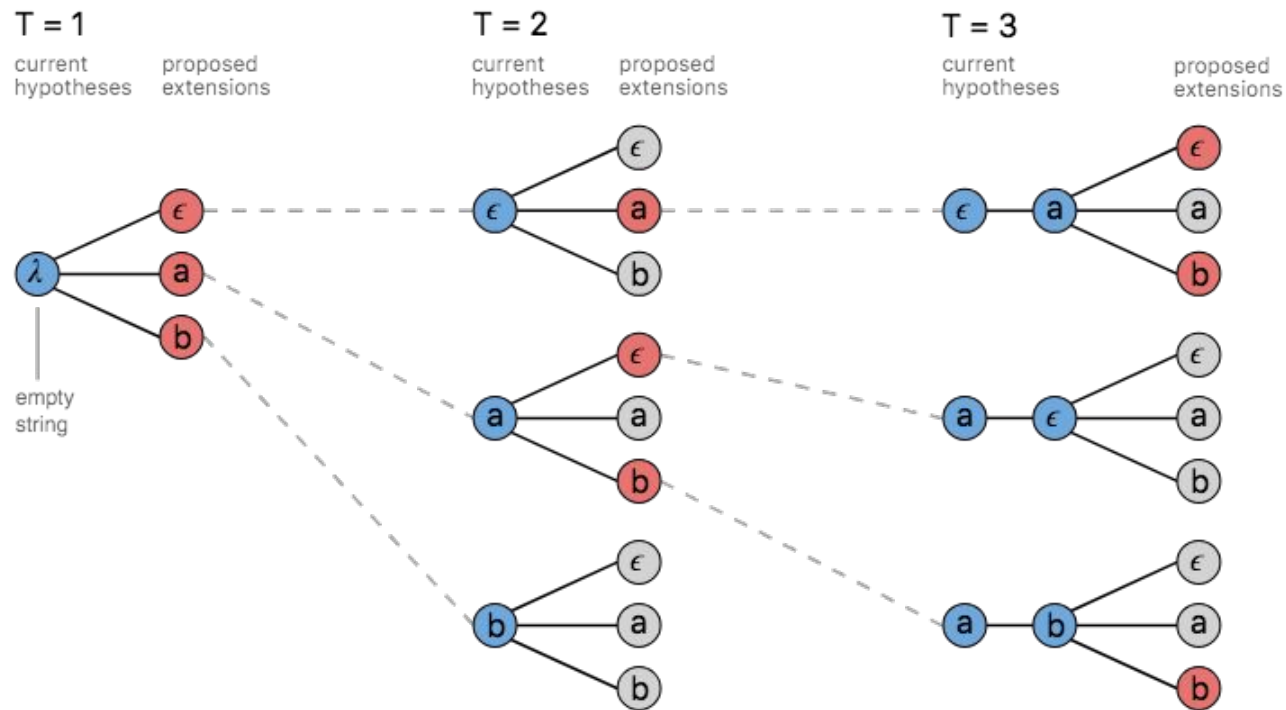 T = 1
T = 2
T = 3
current hypotheses
proposed extensions
current hypotheses
proposed extensions
current hypotheses
proposed extensions
λ
empty string
ϵ
a
b
ϵ
ϵ
a
b
a
ϵ
a
b
b
ϵ
a
b
ϵ a
ϵ
a
b
a ϵ
ϵ
a
b
a b
ϵ
a
b